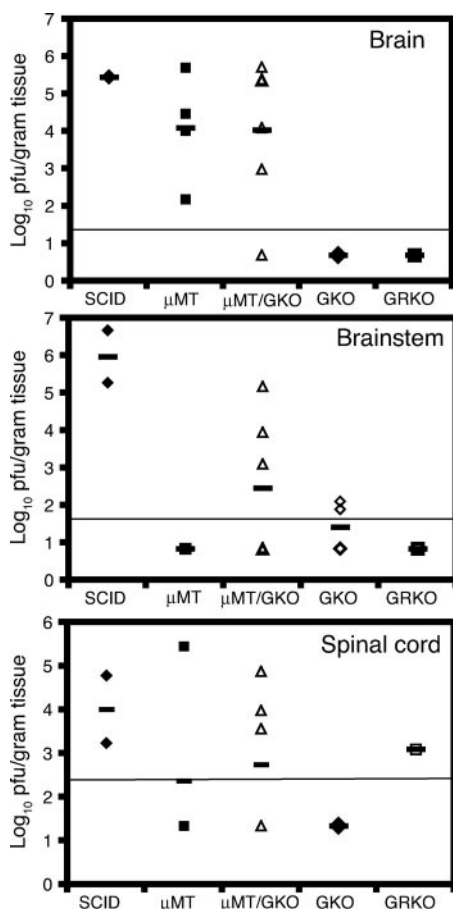 Brain
Log10 pfu/gram tissue
7
6
5
4
3
2
1
0
SCID μMT μMT/GKO GKO GRKO
Brainstem
Log10 pfu/gram tissue
7
6
5
4
3
2
1
0
SCID μMT μMT/GKO GKO GRKO
Spinal cord
Log10 pfu/gram tissue
6
5
4
3
2
1
0
SCID μMT μMT/GKO GKO GRKO